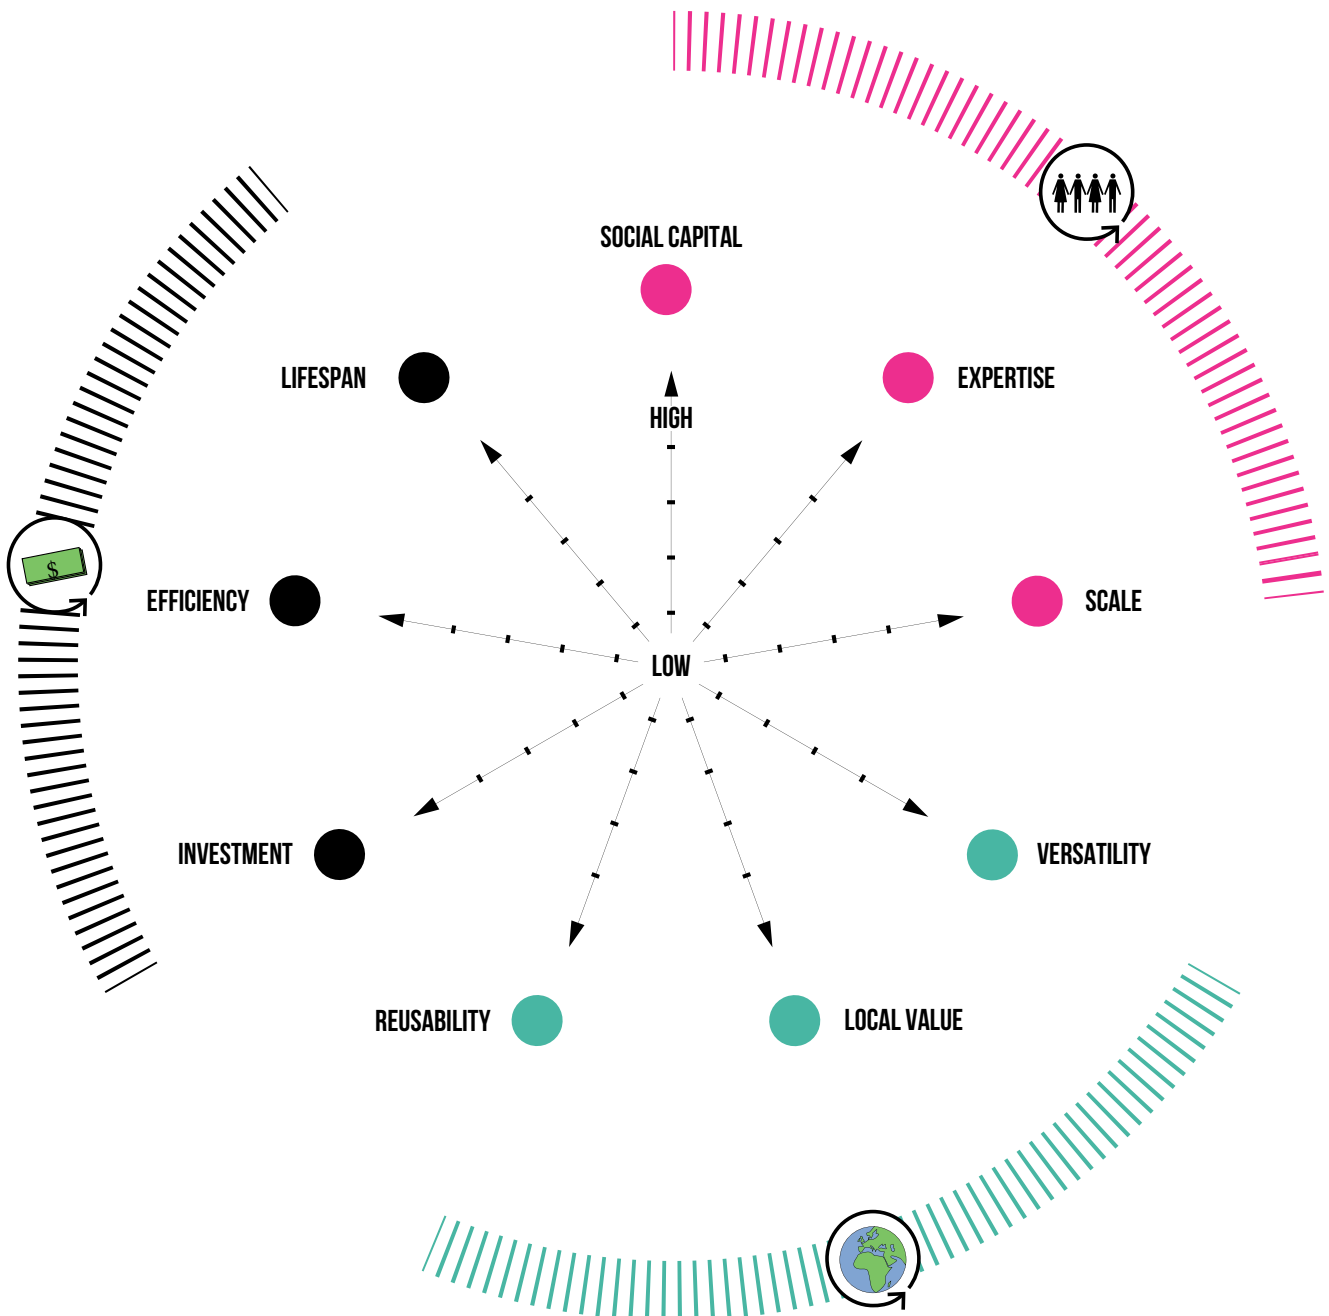 SOCIAL CAPITAL
LIFESPAN
EXPERTISE
HIGH
$
EFFICIENCY
SCALE
LOW
INVESTMENT
VERSATILITY
REUSABILITY
LOCAL VALUE